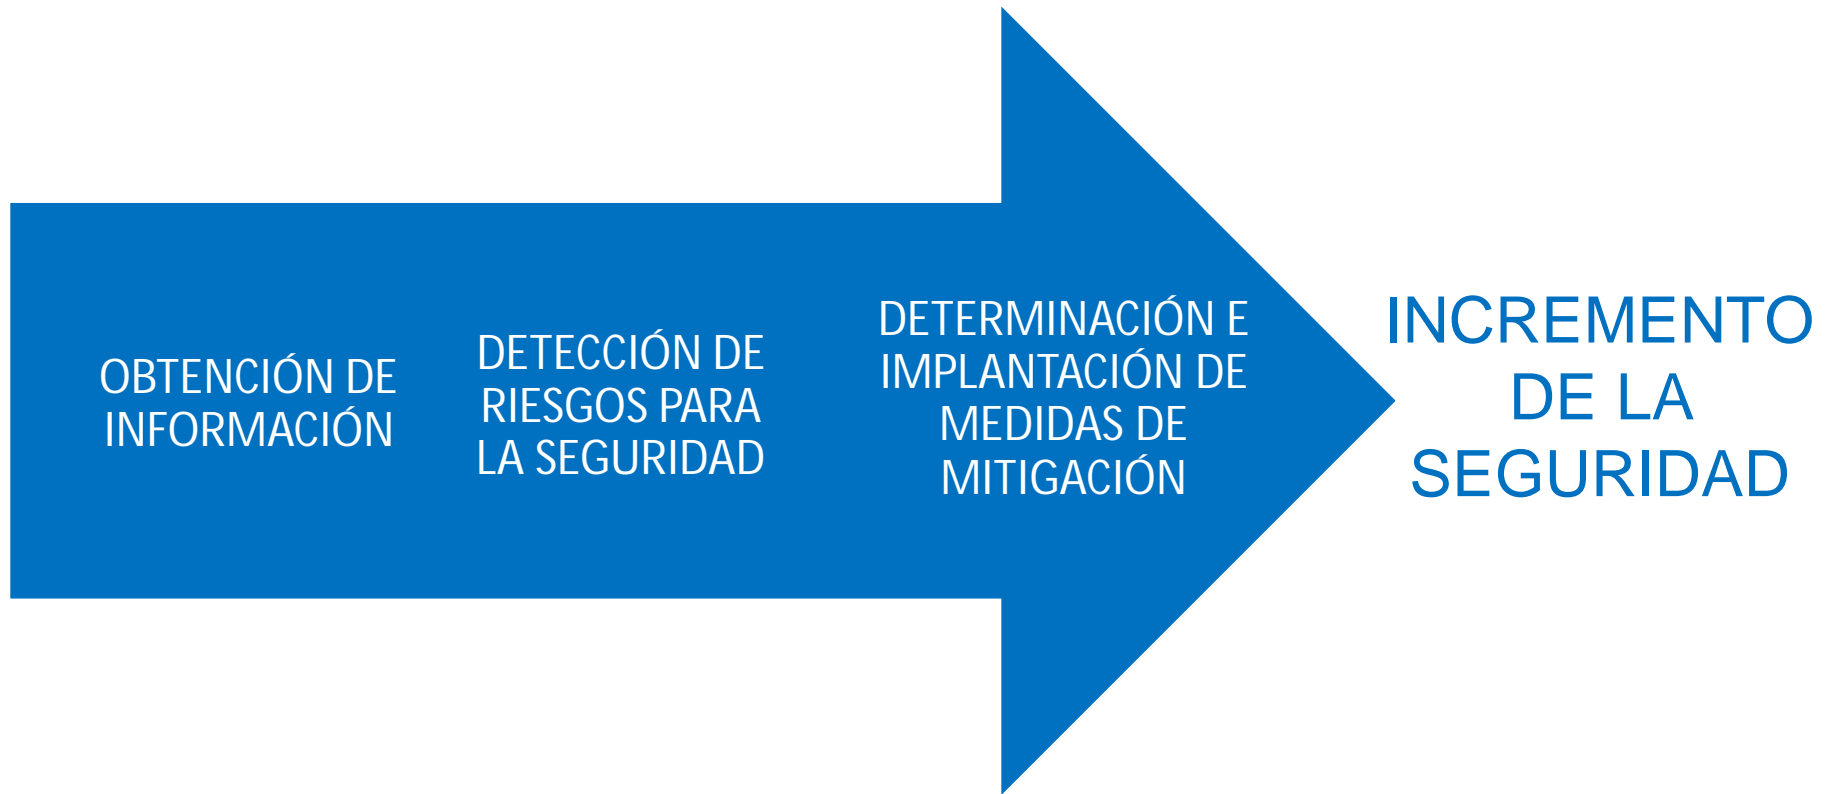 OBTENCIÓN DE
INFORMACIÓN
DETECCIÓN DE
RIESGOS PARA
LA SEGURIDAD
DETERMINACIÓN E
IMPLANTACIÓN DE
MEDIDAS DE
MITIGACIÓN
INCREMENTO
DE LA
SEGURIDAD